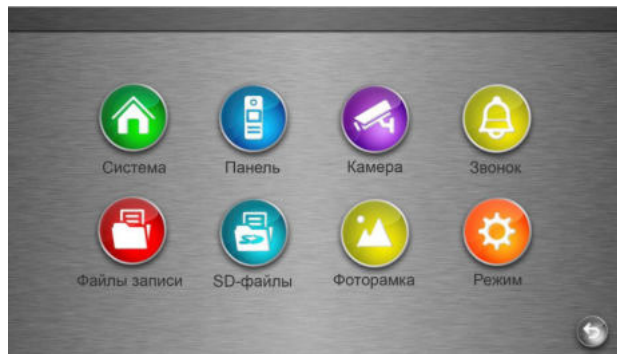 Система
Панель
Камера
Звонок
Файлы записи
SD-файлы
Фоторамка
Режим